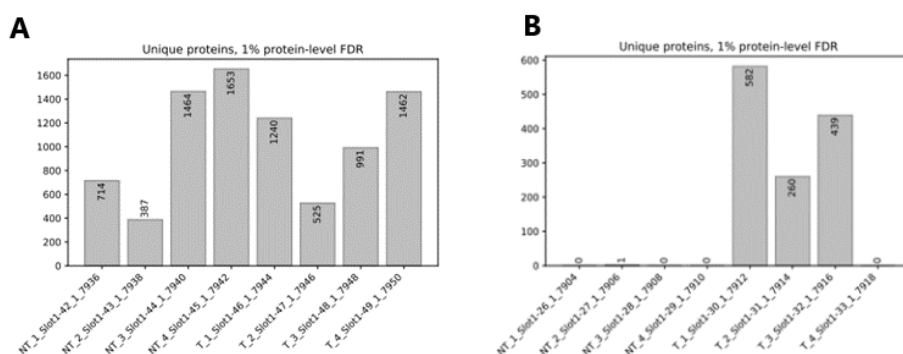 A
Unique proteins, 1% protein-level FDR
1600
1400
1200
1000
800
600
400
200
0
714
387
1464
1653
1240
525
991
1462
NT_1_Slot1-42_1_7936
NT_2_Slot1-43_1_7938
NT_3_Slot1-44_1_7940
NT_4_Slot1-45_1_7942
T_1_Slot1-46_1_7944
T_2_Slot1-47_1_7946
T_3_Slot1-48_1_7948
T_4_Slot1-49_1_7950
B
Unique proteins, 1% protein-level FDR
600
500
400
300
200
100
0
0
1
0
0
582
260
439
0
NT_1_Slot1-26_1_7904
NT_2_Slot1-27_1_7906
NT_3_Slot1-28_1_7908
NT_4_Slot1-29_1_7910
T_1_Slot1-30_1_7912
T_2_Slot1-31_1_7914
T_3_Slot1-32_1_7916
T_4_Slot1-33_1_7918